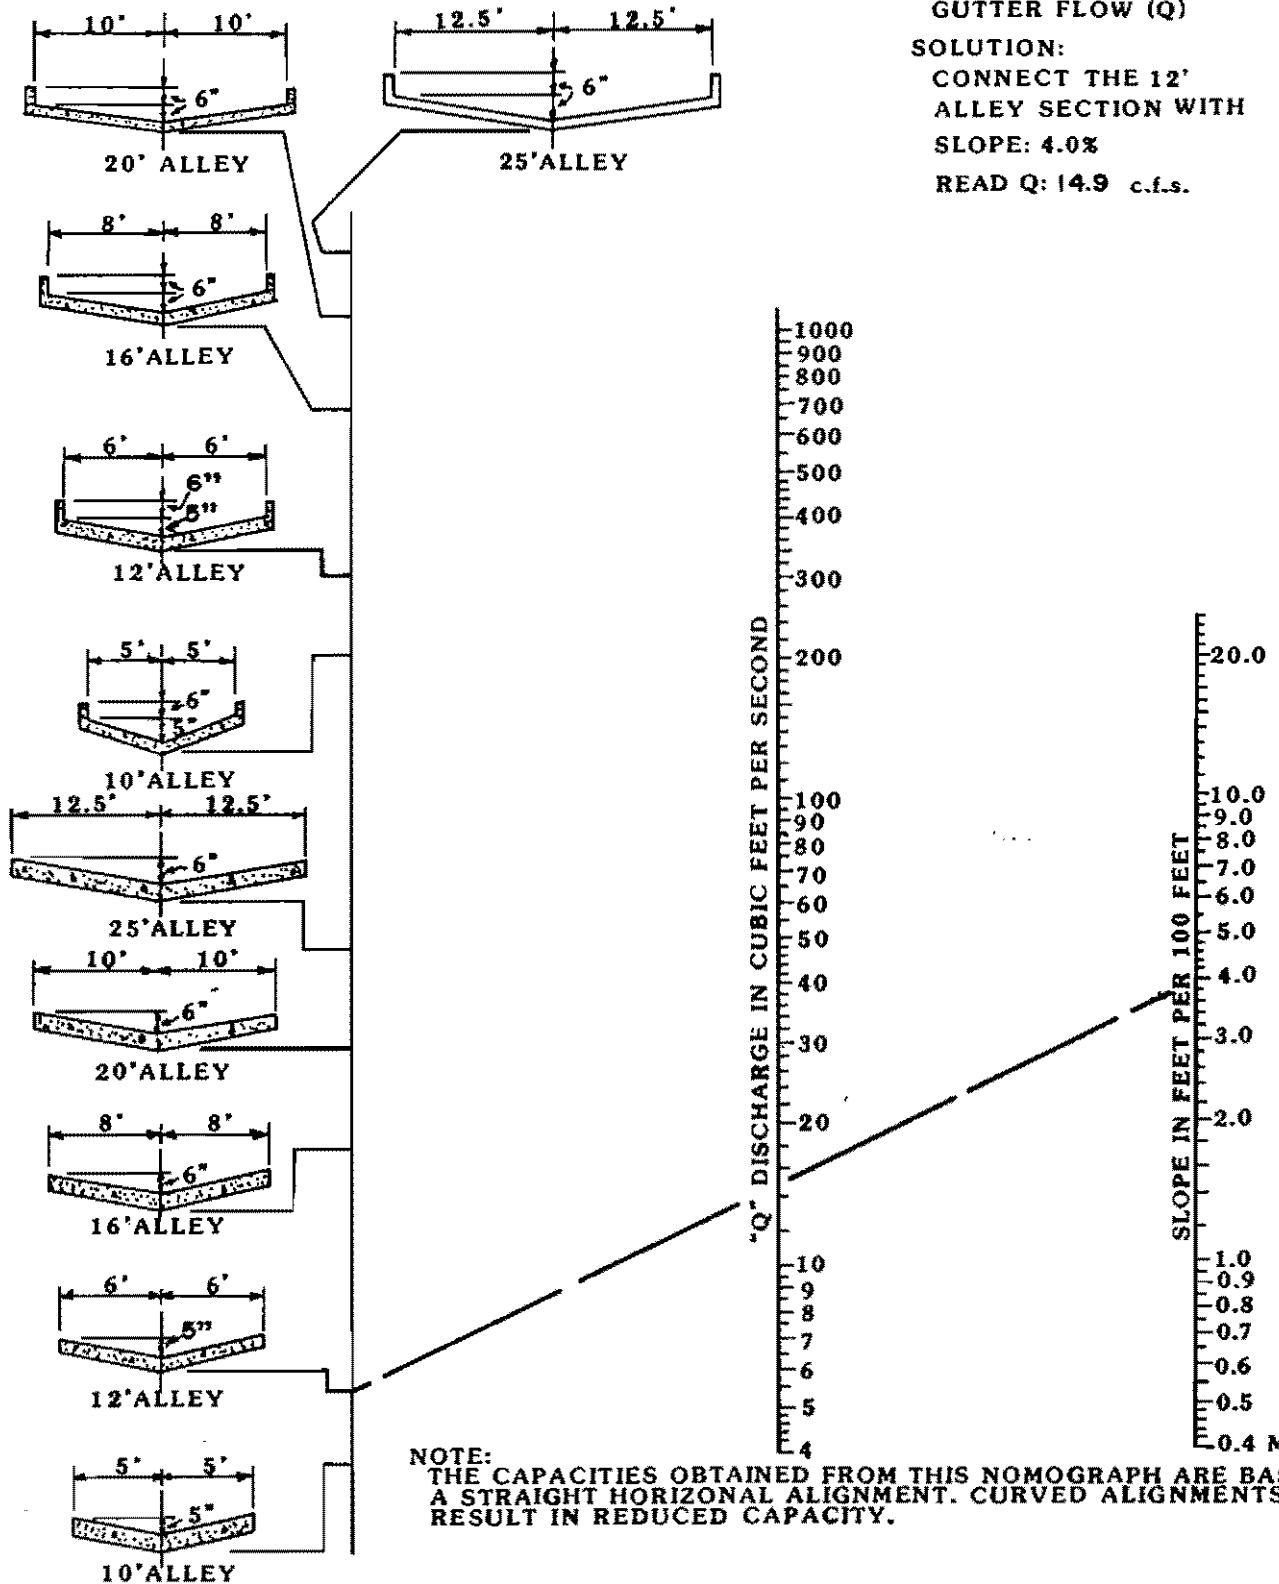 10' 10'
6"
20' ALLEY
12.5' 12.5'
6"
25'ALLEY
GUTTER FLOW (Q)
SOLUTION:
CONNECT THE 12'
ALLEY SECTION WITH
SLOPE: 4.0%
READ Q: 14.9 c.f.s.
8' 8'
6"
16'ALLEY
6' 6'
6"
5"
12'ALLEY
5' 5'
6"
5"
10'ALLEY
12.5' 12.5'
6"
25'ALLEY
10' 10'
6"
20'ALLEY
8' 8'
6"
16'ALLEY
6' 6'
5"
12'ALLEY
5' 5'
5"
10'ALLEY
"Q" DISCHARGE IN CUBIC FEET PER SECOND
1000
900
800
700
600
500
400
300
200
100
90
80
70
60
50
40
30
20
10
9
8
7
6
5
4
SLOPE IN FEET PER 100 FEET
20.0
10.0
9.0
8.0
7.0
6.0
5.0
4.0
3.0
2.0
1.0
0.9
0.8
0.7
0.6
0.5
0.4 M
NOTE:
THE CAPACITIES OBTAINED FROM THIS NOMOGRAPH ARE BAS
A STRAIGHT HORIZONAL ALIGNMENT. CURVED ALIGNMENTS
RESULT IN REDUCED CAPACITY.